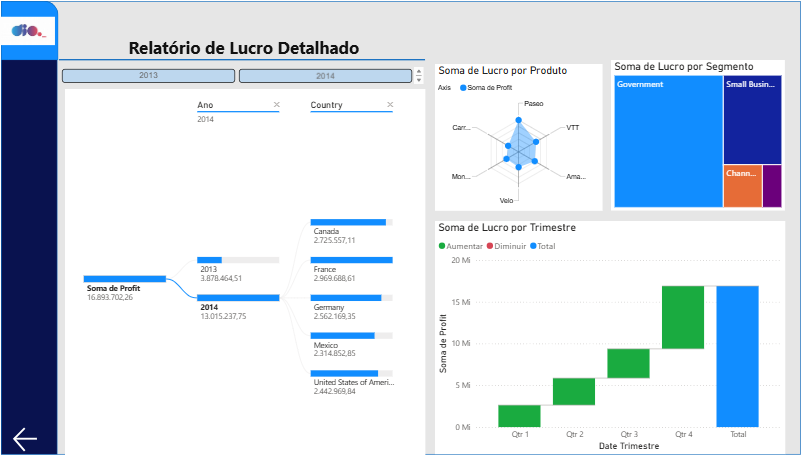 dio.
Relatório de Lucro Detalhado
2013
2014
Ano
2014
Country
Soma de Profit
16.893.702,26
2013
3.878.464,51
2014
13.015.237,75
Canada
2.725.557,11
France
2.969.688,61
Germany
2.562.169,35
Mexico
2.314.852,85
United States of Ameri...
2.442.969,84
Soma de Lucro por Produto
Axis
Soma de Profit
Paseo
VTT
Ama...
Velo
Mon...
Carr...
Soma de Lucro por Segmento
Government
Small Busin...
Chann...
Soma de Lucro por Trimestre
Aumentar
Diminuir
Total
Soma de Profit
20 Mi
15 Mi
10 Mi
5 Mi
0 Mi
Qtr 1
Qtr 2
Qtr 3
Qtr 4
Total
Date Trimestre